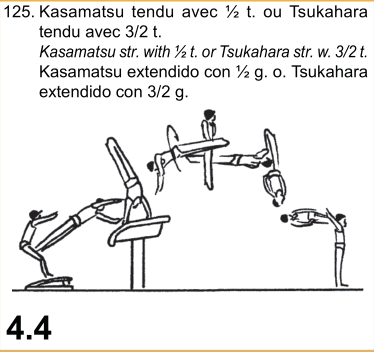 125. Kasamatsu tendu avec ½ t. ou Tsukahara
tendu avec 3/2 t.
Kasamatsu str. with ½ t. or Tsukahara str. w. 3/2 t.
Kasamatsu extendido con ½ g. o. Tsukahara
extendido con 3/2 g.
4.4